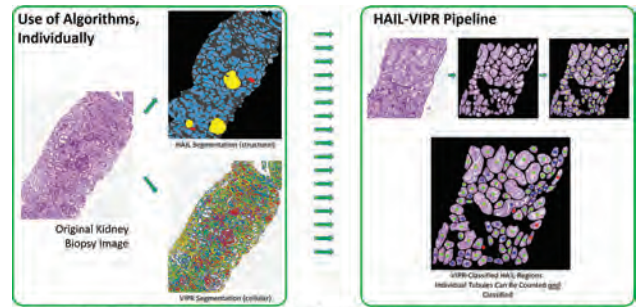 Use of Algorithms,
Individually
HAIL Segmentation (structural)
Original Kidney
Biopsy Image
VIPR Segmentation (cellular)
HAIL-VIPR Pipeline
VIPR-Classified HAIL Regions
Individual Tubules Can Be Counted and
Classified